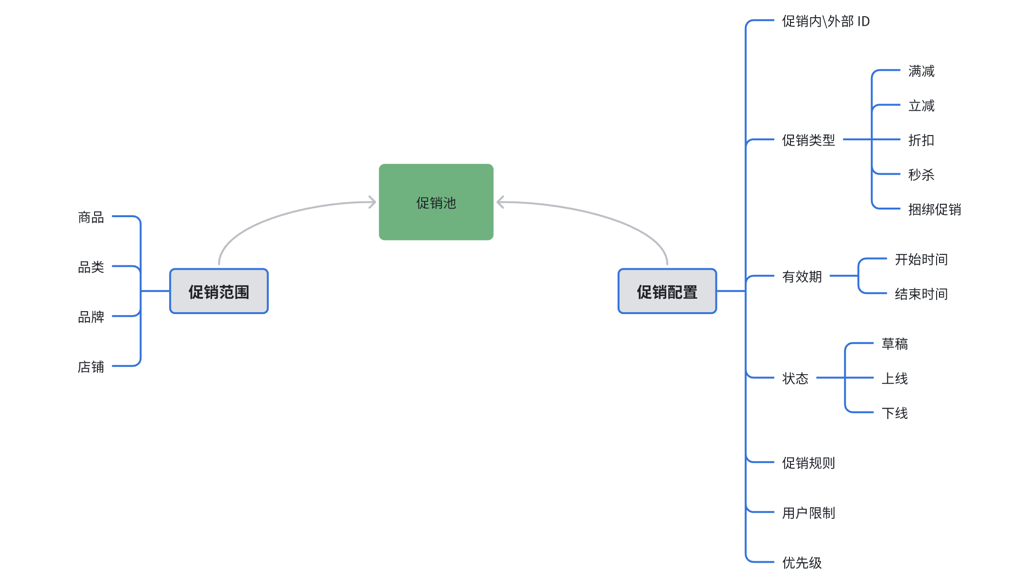 促销池
促销范围
商品
品类
品牌
店铺
促销配置
促销内\外部 ID
促销类型
满减
立减
折扣
秒杀
捆绑促销
有效期
开始时间
结束时间
状态
草稿
上线
下线
促销规则
用户限制
优先级